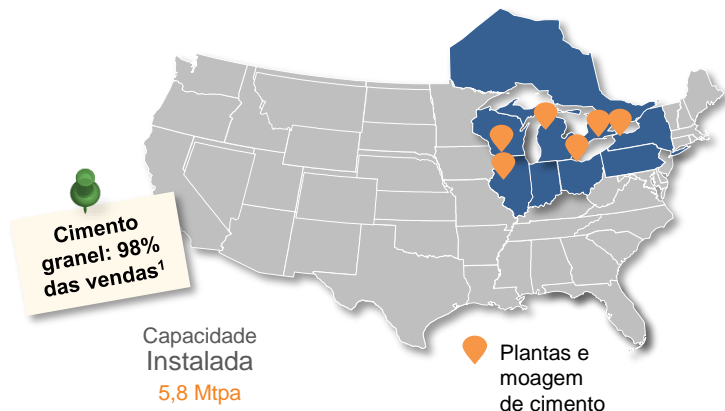 Cimento
granel: 98%
das vendas¹
Capacidade
Instalada
5,8 Mtpa
Plantas e
moagem
de cimento